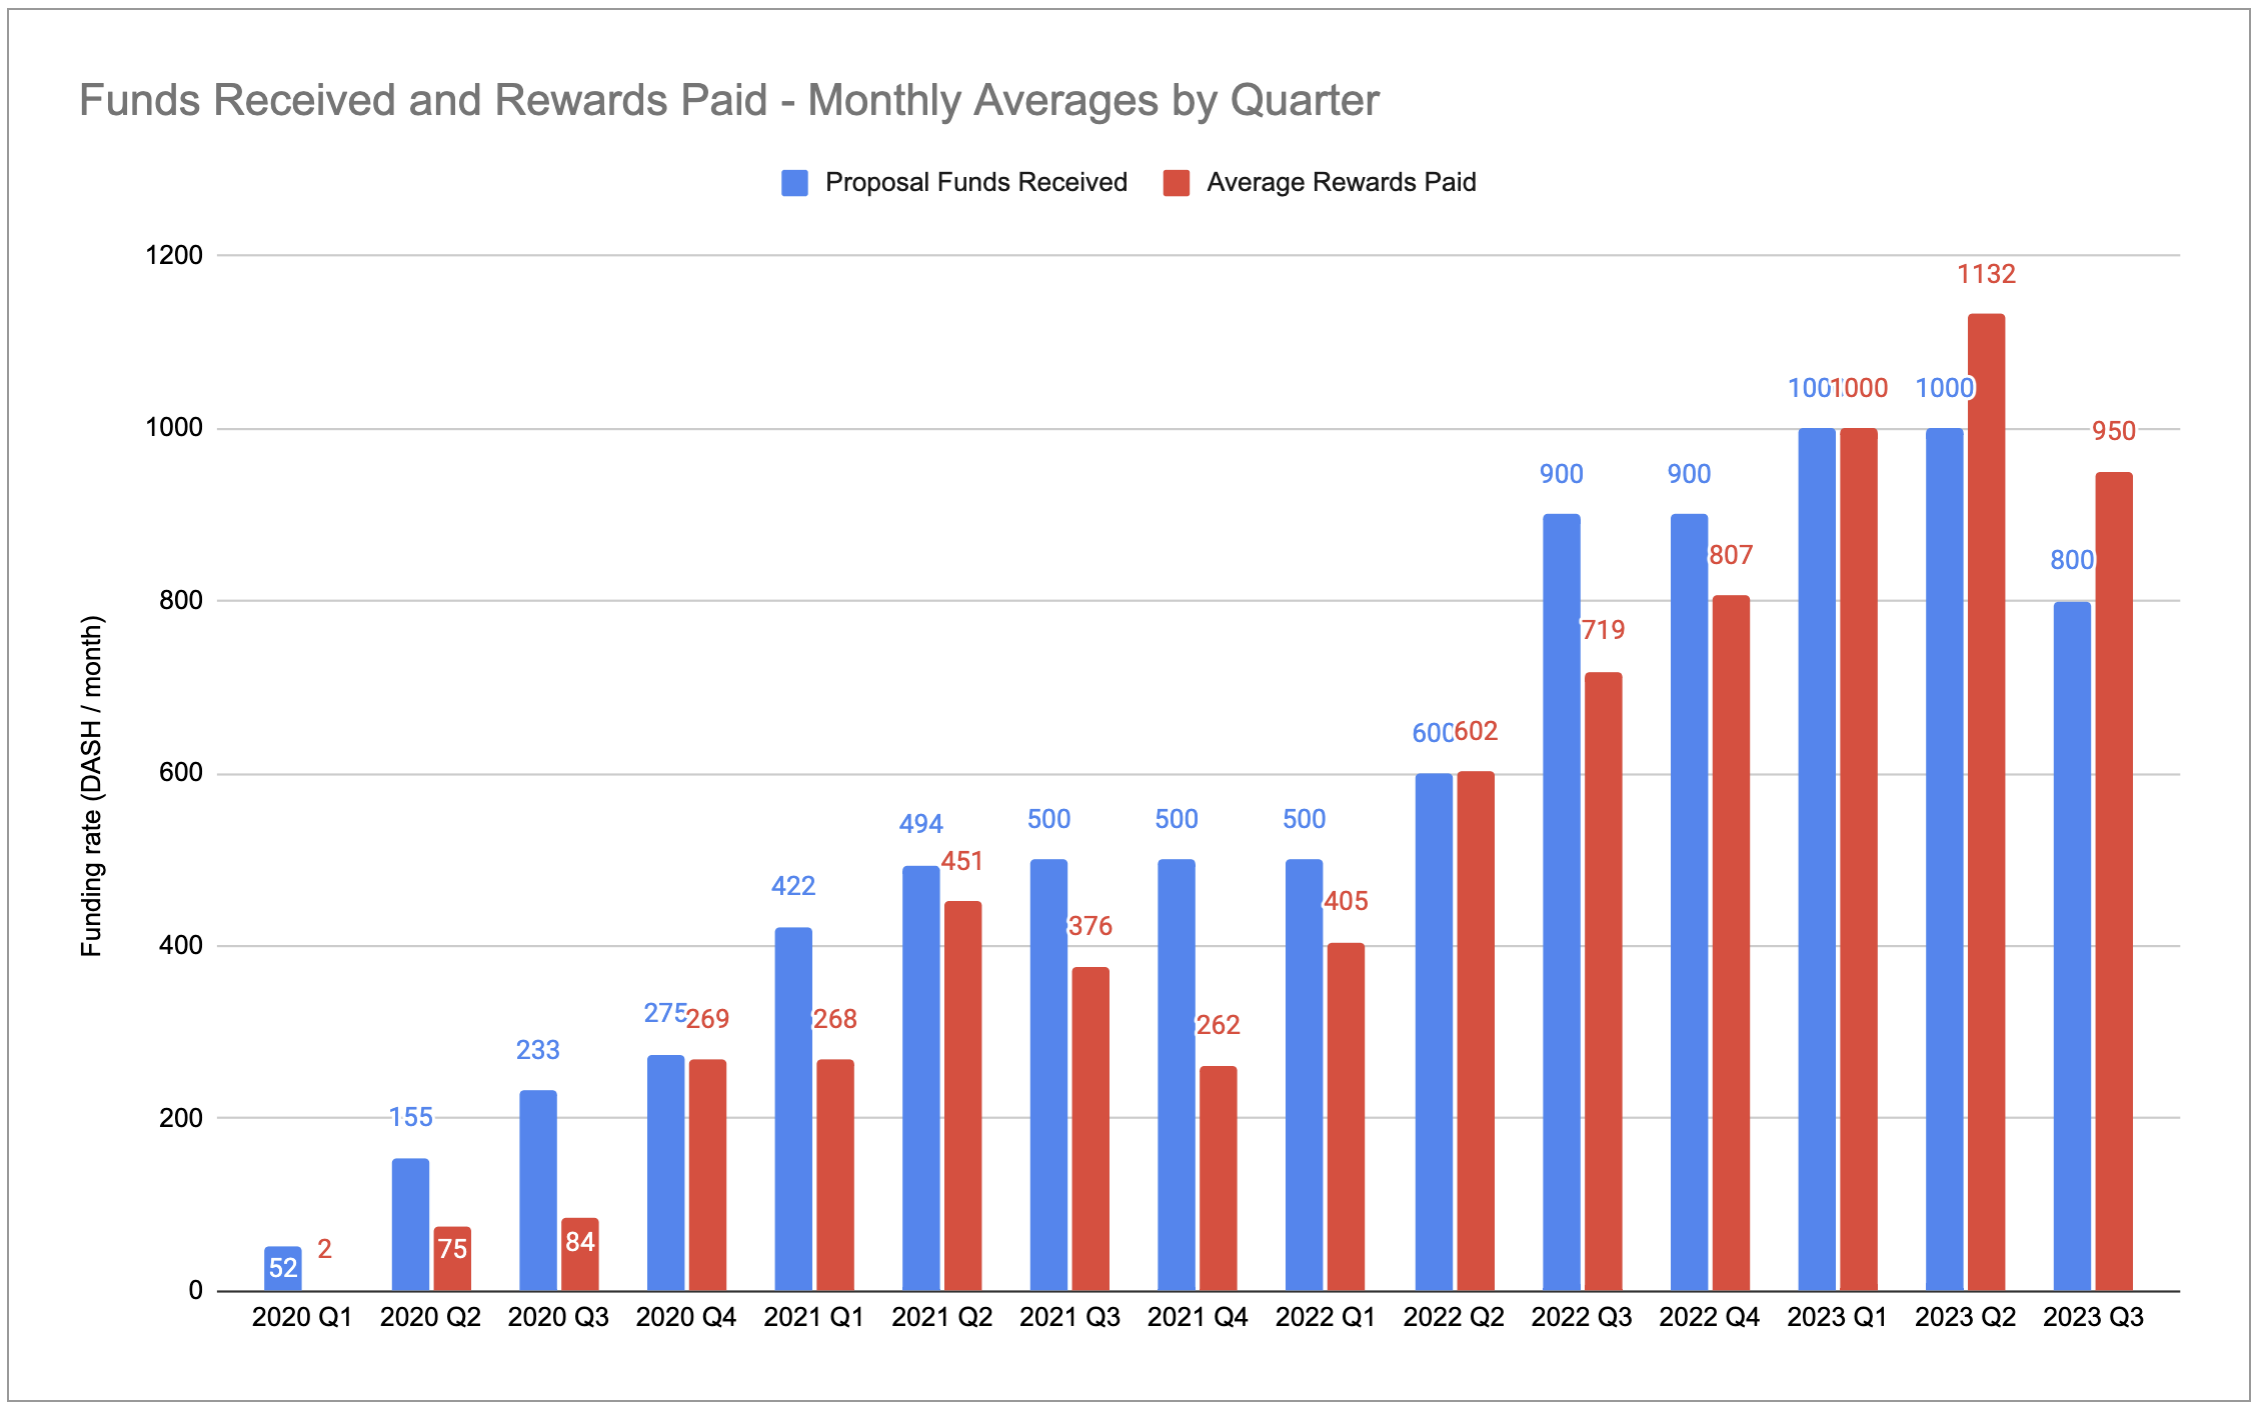 Funds Received and Rewards Paid - Monthly Averages by Quarter
Proposal Funds Received
Average Rewards Paid
Funding rate (DASH / month)
1200
1000
800
600
400
200
0
52
2
155
75
233
84
275
269
422
268
494
451
500
376
500
262
500
405
600
602
900
719
900
807
100
1000
1000
1132
800
950
2020 Q1
2020 Q2
2020 Q3
2020 Q4
2021 Q1
2021 Q2
2021 Q3
2021 Q4
2022 Q1
2022 Q2
2022 Q3
2022 Q4
2023 Q1
2023 Q2
2023 Q3